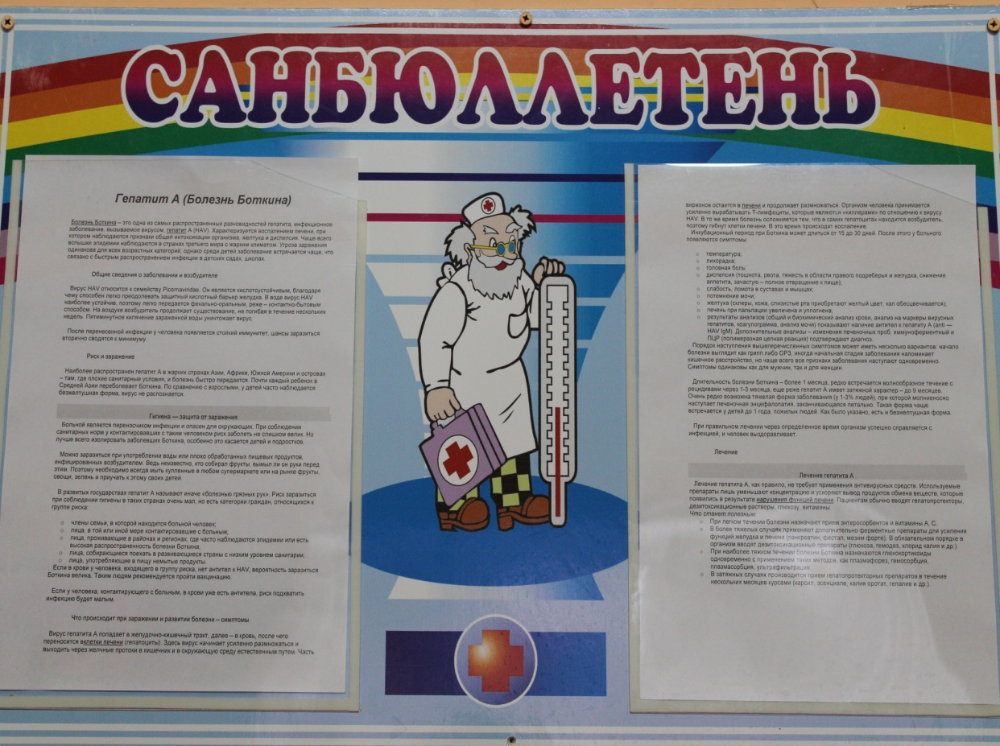 САНБЮЛЛЕТЕНЬ
Гепатит А (Болезнь Боткина)
Болезнь Боткина – это одна из самых распространенных разновидностей гепатита, инфекционное
заболевание, вызываемое вирусом, гепатит А (HAV). Характеризуется воспалением печени, при
котором наблюдаются признаки общей интоксикации организма, желтуха и диспепсия. Чаще всего
вспышки эпидемии наблюдаются в странах третьего мира с жарким климатом. Угроза заражения
одинакова для всех возрастных категорий, однако среди детей заболевание встречается чаще, что
связано с быстрым распространением инфекции в детских садах, школах.
Общие сведения о заболевании и возбудителе
Вирус HAV относится к семейству Picornaviridae. Он является кислотоустойчивым, благодаря
чему способен легко преодолевать защитный кислотный барьер желудка. В воде вирус HAV
наиболее устойчив, поэтому легко передается фекально-оральным, реже – контактно-бытовым
способом. На воздухе возбудитель продолжает существование, не погибая в течение нескольких
недель. Пятиминутное кипячение зараженной воды уничтожает вирус.
После перенесенной инфекции у человека появляется стойкий иммунитет, шансы заразиться
вторично сводятся к минимуму.
Риск и заражение
Наиболее распространен гепатит А в жарких странах Азии, Африки, Южной Америки и островах
– там, где плохие санитарные условия, и болезнь быстро передается. Почти каждый ребенок в
Средней Азии переболевает Боткина. По сравнению с взрослыми, у детей часто наблюдается
безжелтушная форма, вирус не распознается.
Гигиена — защита от заражения
Больной является переносчиком инфекции и опасен для окружающих. При соблюдении
санитарных норм у контактировавших с таким человеком риск заболеть не слишком велик. Но
лучше всего изолировать заболевших Боткина, особенно это касается детей и подростков.
Можно заразиться при употреблении воды или плохо обработанных пищевых продуктов,
инфицированных возбудителем. Ведь неизвестно, кто собирал фрукты, вымыл ли он руки перед
этим. Поэтому необходимо всегда мыть купленные в любом супермаркете или на рынке фрукты,
овощи, зелень и приучать к этому своих детей.
В развитых государствах гепатит А называют иначе «болезнью грязных рук». Риск заразиться
при соблюдении гигиены в таких странах очень мал, но есть категории граждан, относящихся к
группе риска:
○ члены семьи, в которой находится больной человек;
○ лица, в той или иной мере контактировавшие с больным;
○ лица, проживающие в районах и регионах, где часто наблюдаются эпидемии или есть
высокая распространенность болезни Боткина;
○ лица, собирающиеся поехать в развивающиеся страны с низким уровнем санитарии;
○ лица, употребляющие в пищу немытые продукты.
Если в крови у человека, входящего в группу риска, нет антител к HAV, вероятность заразиться
Боткина велика. Таким людям рекомендуется пройти вакцинацию.
Если у человека, контактирующего с больным, в крови уже есть антитела, риск подхватить
инфекцию будет малым.
Что происходит при заражении и развитии болезни – симптомы
Вирус гепатита А попадает в желудочно-кишечный тракт, далее – в кровь, после чего
переносится вклетки печени (гепатоциты). Здесь вирус начинает усиленно размножаться и
выходить через желчные протоки в кишечник и в окружающую среду естественным путем. Часть
вирионов остается в печени и продолжает размножаться. Организм человека принимается
усиленно вырабатывать Т-лимфоциты, которые являются «киллерами» по отношению к вирусу
HAV. В то же время болезнь осложняется тем, что в самих гепатоцитах находится возбудитель,
поэтому гибнут клетки печени. В это время происходит воспаление.
Инкубационный период при Боткина может длиться от 15 до 30 дней. После этого у больного
появляются симптомы:
○ температура;
○ лихорадка;
○ головная боль;
○ диспепсия (тошнота, рвота, тяжесть в области правого подреберья и желудка, снижение
аппетита, зачастую – полное отвращение к пище);
○ слабость, ломота в суставах и мышцах;
○ потемнение мочи;
○ желтуха (склеры, кожа, слизистые рта приобретают желтый цвет, кал обесцвечивается);
○ печень при пальпации увеличена и уплотнена;
○ результаты анализов (общий и биохимический анализ крови, анализ на маркеры вирусных
гепатитов, коагулограмма, анализ мочи) показывают наличие антител к гепатиту А (anti —
HAV IgM). Дополнительные анализы – изменения печеночных проб, иммуноферментный и
ПЦР (полимеразная цепная реакция) подтверждают диагноз.
Порядок наступления вышеперечисленных симптомов может иметь несколько вариантов: начало
болезни выглядит как грипп либо ОРЗ, иногда начальная стадия заболевания напоминает
кишечное расстройство, но чаще всего все признаки заболевания наступают одновременно.
Симптомы одинаковы как для мужчин, так и для женщин.
Длительность болезни Боткина – более 1 месяца, редко встречается волнообразное течение с
рецидивами через 1-3 месяца, еще реже гепатит А имеет затяжной характер – до 9 месяцев.
Очень редко возможна тяжелая форма заболевания (у 1-3% людей), при которой молниеносно
наступает печеночная энцефалопатия, заканчивающаяся летально. Такая форма чаще
встречается у детей до 1 года, пожилых людей. Как было указано, есть и безжелтушная форма.
При правильном лечении через определенное время организм успешно справляется с
инфекцией, и человек выздоравливает.
Лечение
Лечение гепатита А
Лечение гепатита А, как правило, не требует применения антивирусных средств. Используемые
препараты лишь уменьшают концентрацию и ускоряют вывод продуктов обмена веществ, которые
появились в результате нарушения функций печени. Пациентам обычно вводят гепатопротекторы,
дезетоксикационные растворы, глюкозу, витамины.
Что станет полезным:
○ При легком течении болезни назначают прием энтеросорбентов и витамины А, С.
○ В более тяжелых случаях применяют дополнительно ферментные препараты для усиления
функций желудка и печени (панкреатин, фестал, мезим форте). В обязательном порядке в
организм вводят дезетоксикационные препараты (глюкоза, гемодез, хлорид калия и др.).
○ При наиболее тяжком течении болезни Боткина назначаются глюкокортикоиды
одновременно с применением таких методов, как плазмафорез, гемосорбция,
плазмасорбция, ультрафильтрация.
○ В затяжных случаях производится прием гепатопротекторных препаратов в течение
нескольких месяцев курсами (карсил, эсенциале, калия оротат, гепалив и др.).